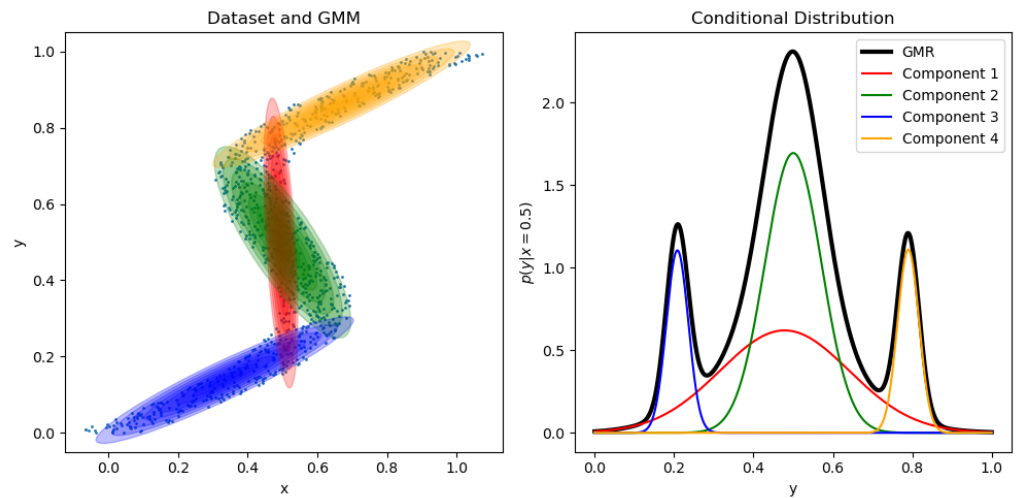 Dataset and GMM
1.0
0.8
0.6
0.4
0.2
0.0
y
0.0 0.2 0.4 0.6 0.8 1.0
x
Conditional Distribution
GMR
Component 1
Component 2
Component 3
Component 4
2.0
1.5
1.0
0.5
0.0
p(y|x = 0.5)
0.0 0.2 0.4 0.6 0.8 1.0
y